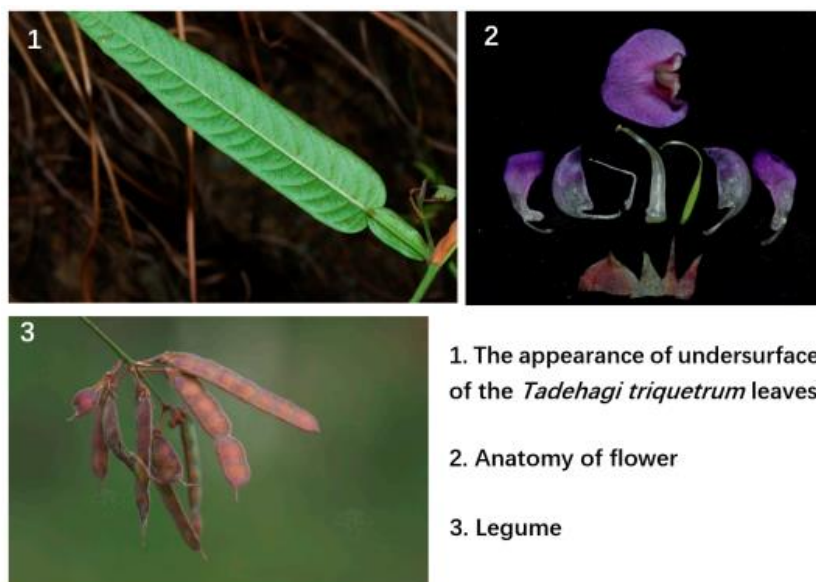 1
2
3
1. The appearance of undersurface
of the Tadehagi triquetrum leaves
2. Anatomy of flower
3. Legume